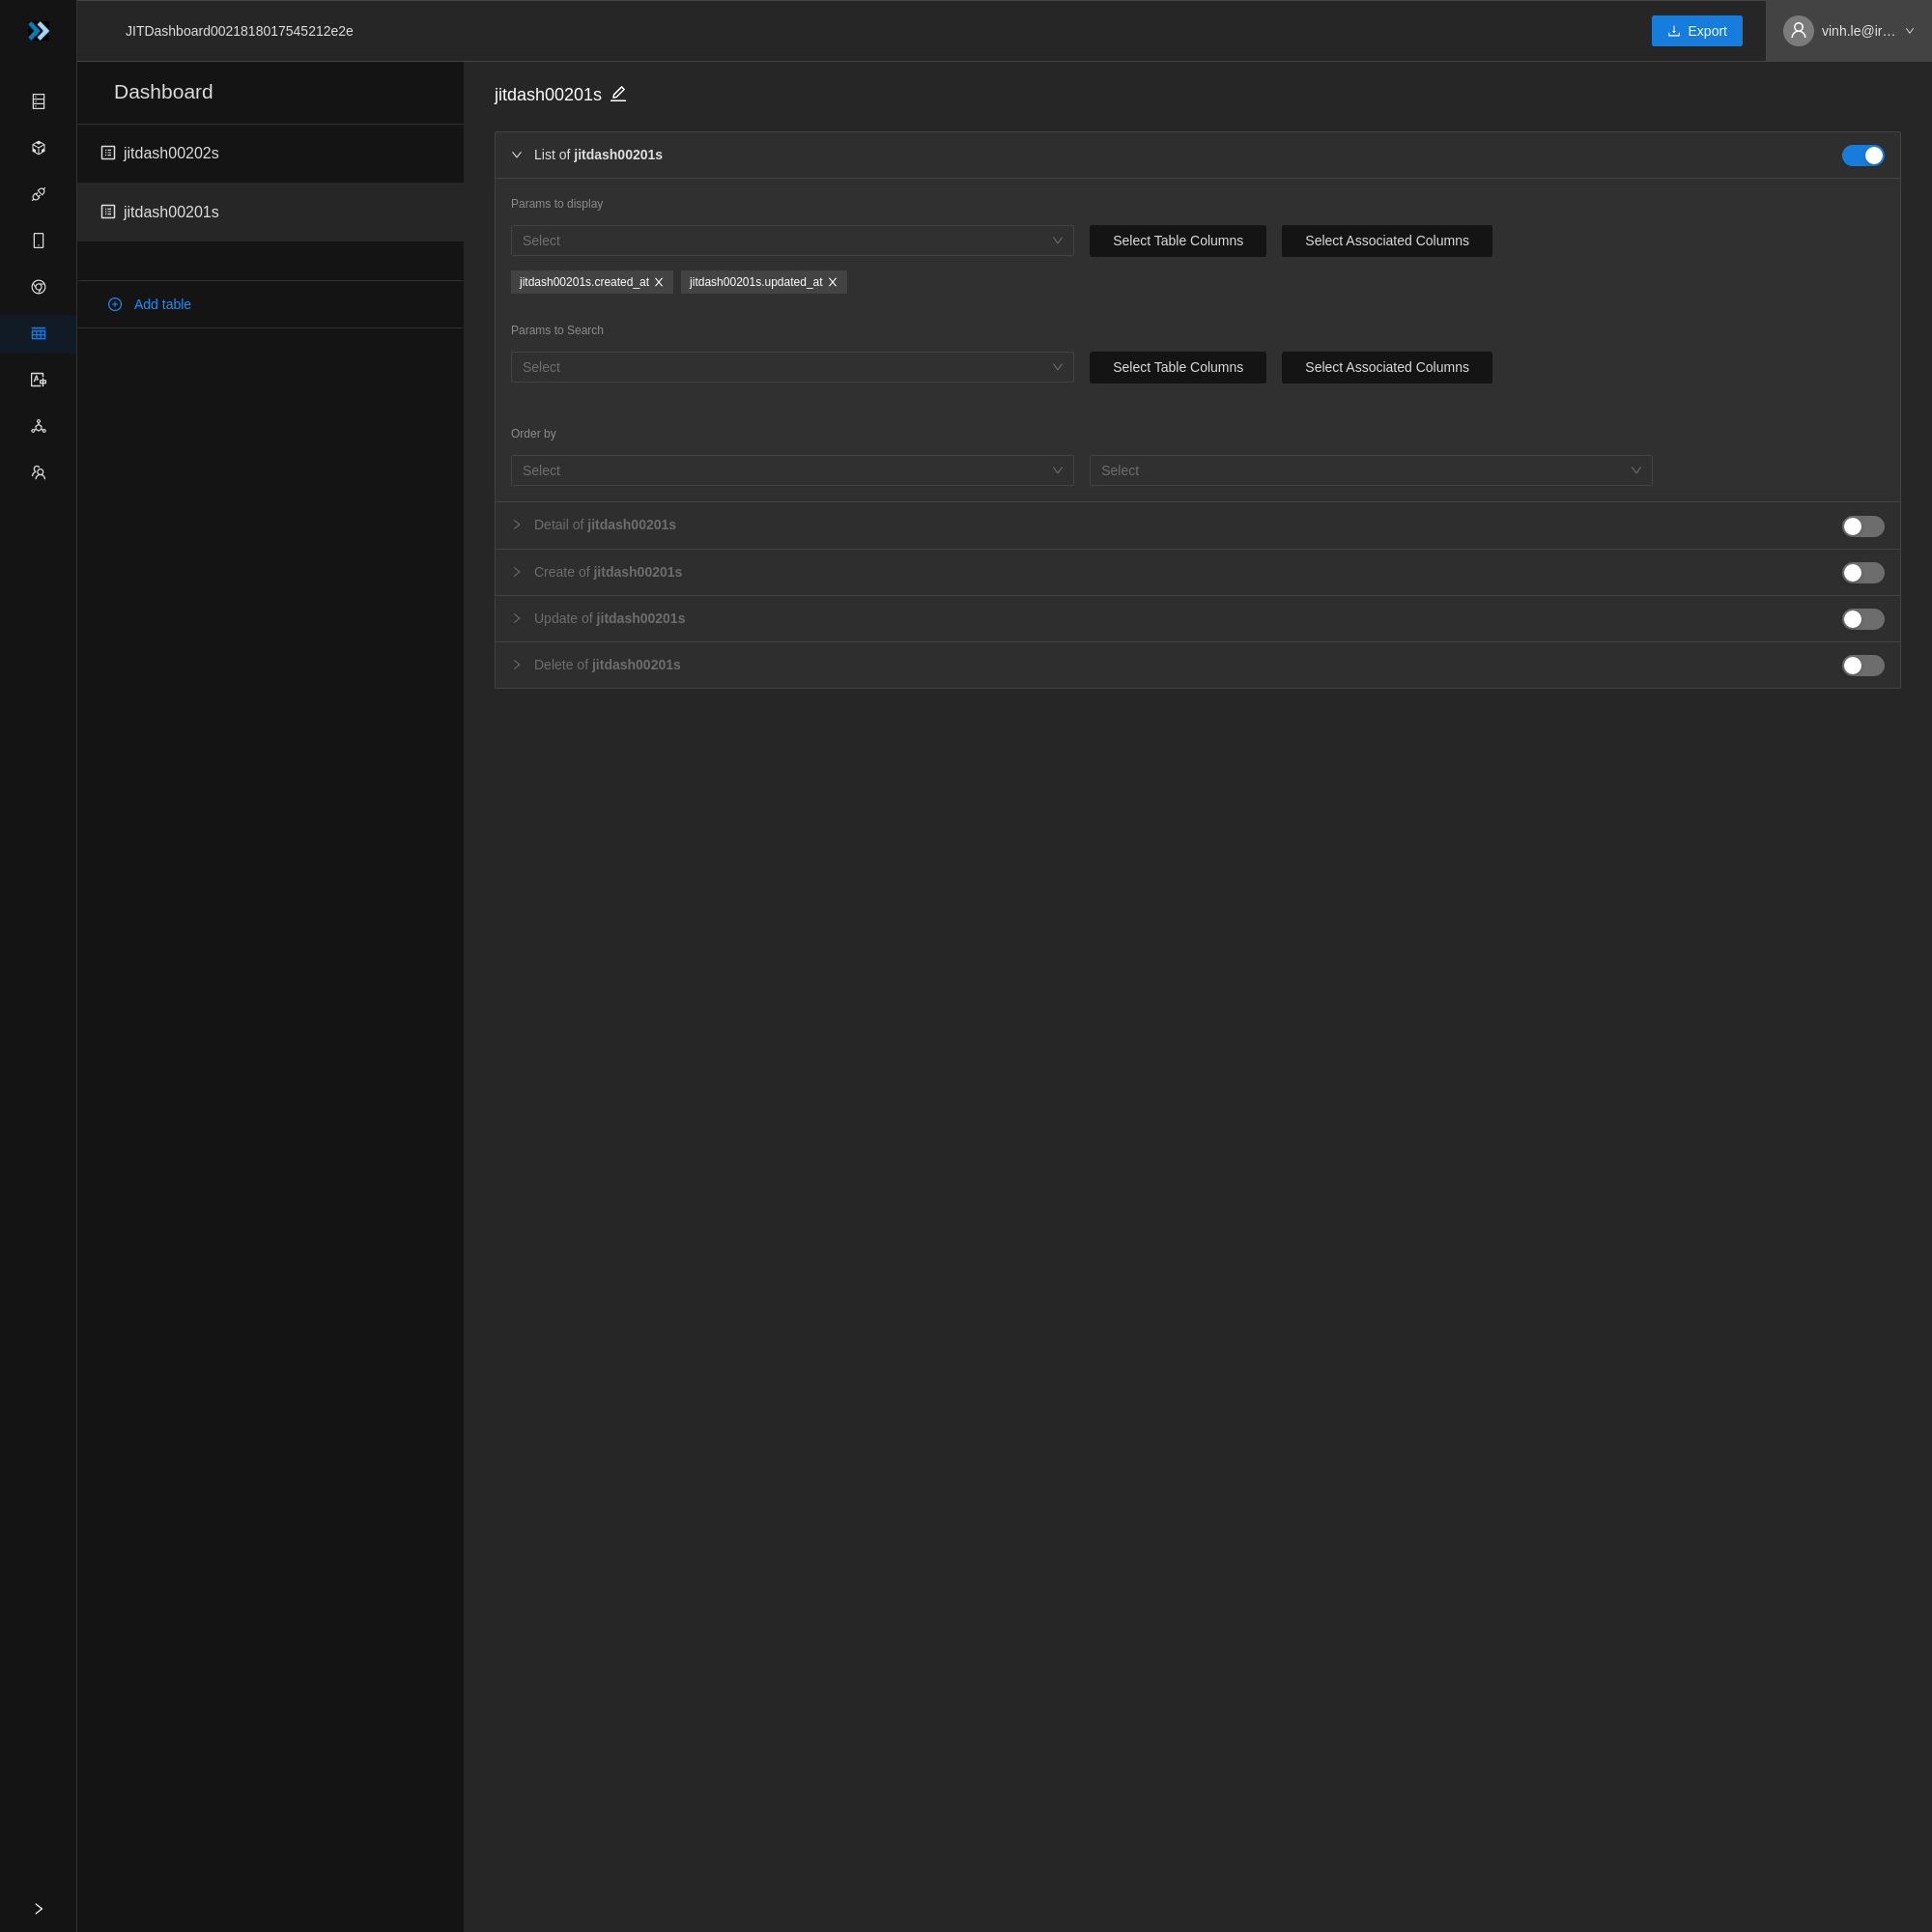 JITDashboard002181801754521​2e2e
Export
vinh.le@ir…
Dashboard
jitdash00202s
jitdash00201s
Add table
jitdash00201s
List of jitdash00201s
Params to display
Select
Select Table Columns
Select Associated Columns
jitdash00201s.created_at
jitdash00201s.updated_at
Params to Search
Select
Select Table Columns
Select Associated Columns
Order by
Select
Select
Detail of jitdash00201s
Create of jitdash00201s
Update of jitdash00201s
Delete of jitdash00201s